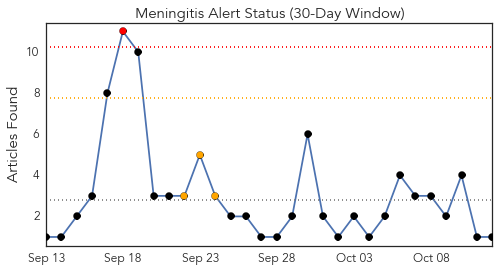 Meningitis Alert Status (30-Day Window)
Articles Found
10
8
6
4
2
Sep 13 Sep 18 Sep 23 Sep 28 Oct 03 Oct 08